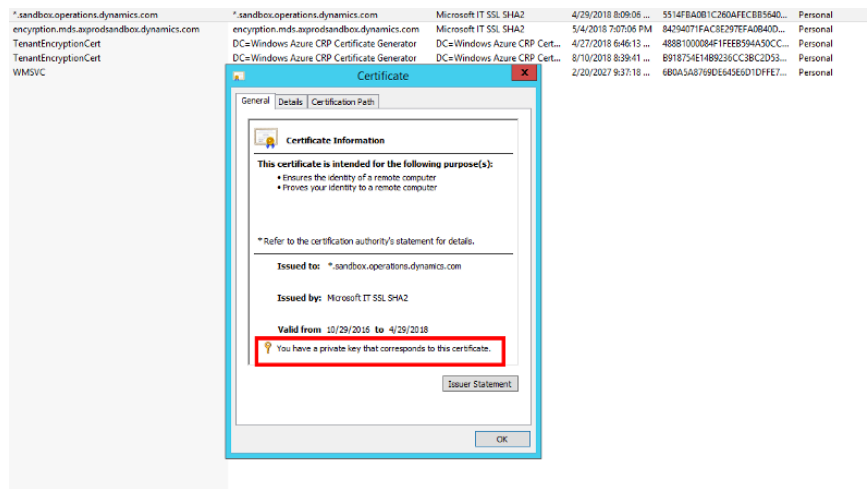 *.sandbox.operations.dynamics.com *.sandbox.operations.dynamics.com Microsoft IT SSL SHA2 4/29/2018 8:09:06 ... 5514FBA0B1C260AFECBB5640... Personal
encyrption.mds.axprodsandbox.dynamics.com encyrption.mds.axprodsandbox.dynamics.com Microsoft IT SSL SHA2 5/4/2018 7:07:06 PM 84294071FAC8E297EFA0B40D... Personal
TenantEncryptionCert DC=Windows Azure CRP Certificate Generator DC=Windows Azure CRP Cert... 4/27/2018 6:46:13 ... 488B1000084F1FEEB594A50CC... Personal
TenantEncryptionCert DC=Windows Azure CRP Certificate Generator DC=Windows Azure CRP Cert... 8/10/2018 8:39:41 ... B918754E14B9236CC3BC2D53... Personal
WMSVC 2/20/2027 9:37:18 ... 6B0A5A8769DE645E6D1DFFE7... Personal
Certificate
x
General Details Certification Path
Certificate Information
This certificate is intended for the following purpose(s):
• Ensures the identity of a remote computer
• Proves your identity to a remote computer
* Refer to the certification authority's statement for details.
Issued to: *.sandbox.operations.dynamics.com
Issued by: Microsoft IT SSL SHA2
Valid from 10/29/2016 to 4/29/2018
You have a private key that corresponds to this certificate.
Issuer Statement
OK